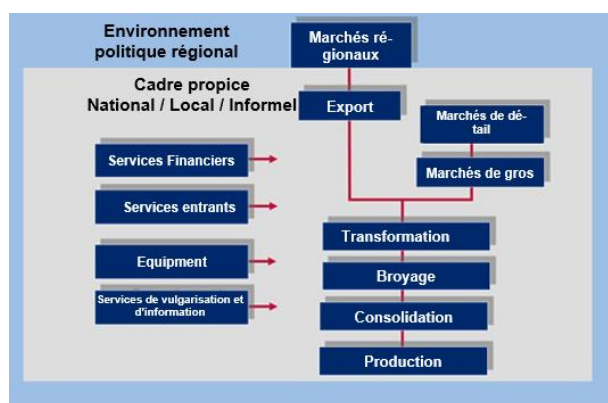 Environnement
politique régional
Marchés ré-
gionaux
Cadre propice
National / Local / Informel
Export
Marchés de dé-
tail
Marchés de gros
Services Financiers
Services entrants
Equipment
Services de vulgarisation et
d'information
Transformation
Broyage
Consolidation
Production